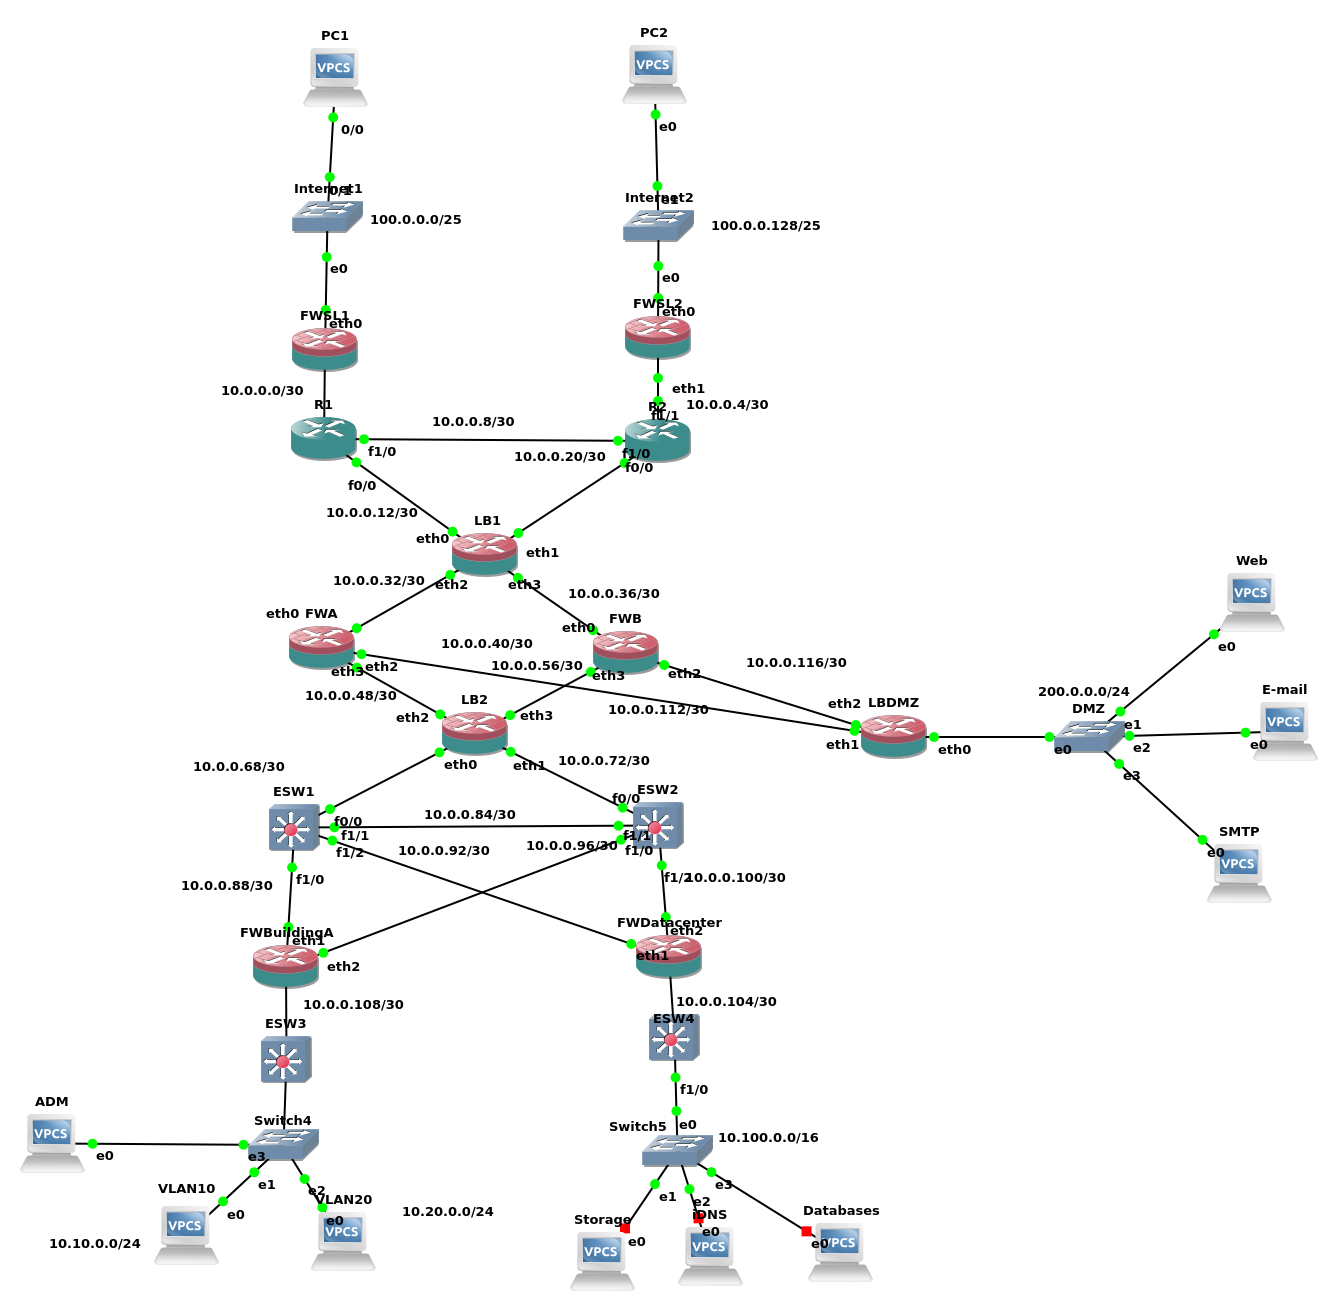 PC1
PC2
VPCS
VPCS
0/0
e0
0/1
Internet1
e1
Internet2
100.0.0.0/25
100.0.0.128/25
e0
e0
FWSL1
eth0
FWSL2
eth0
10.0.0.0/30
eth1
10.0.0.4/30
R1
R2
f1/1
10.0.0.8/30
f1/0
f1/0
10.0.0.20/30
f0/0
f0/0
10.0.0.12/30
LB1
eth0
eth1
10.0.0.32/30
eth2
eth3
10.0.0.36/30
eth0
FWA
eth0
FWB
10.0.0.40/30
eth3
eth2
10.0.0.56/30
eth3
eth2
10.0.0.116/30
10.0.0.48/30
LB2
10.0.0.112/30
eth2
eth3
eth2
LBDMZ
eth1
eth0
200.0.0.0/24
DMZ
e0
e1
e2
e3
Web
VPCS
e0
E-mail
VPCS
e0
SMTP
VPCS
e0
10.0.0.68/30
eth0
eth1
10.0.0.72/30
ESW1
f0/0
ESW2
f0/0
10.0.0.84/30
f1/1
f1/1
f1/2
10.0.0.92/30
10.0.0.96/30
f1/0
10.0.0.88/30
f1/0
f1/2
10.0.0.100/30
FWBuildingA
eth1
eth2
FWDatacenter
eth2
eth1
10.0.0.108/30
10.0.0.104/30
ESW3
ESW4
f1/0
ADM
VPCS
e0
Switch4
e3
e1
e2
Switch5
e0
10.100.0.0/16
e1
e2
e3
VLAN10
VPCS
e0
VLAN20
VPCS
e0
10.20.0.0/24
10.10.0.0/24
Storage
VPCS
e0
iDNS
VPCS
e0
Databases
VPCS
e0